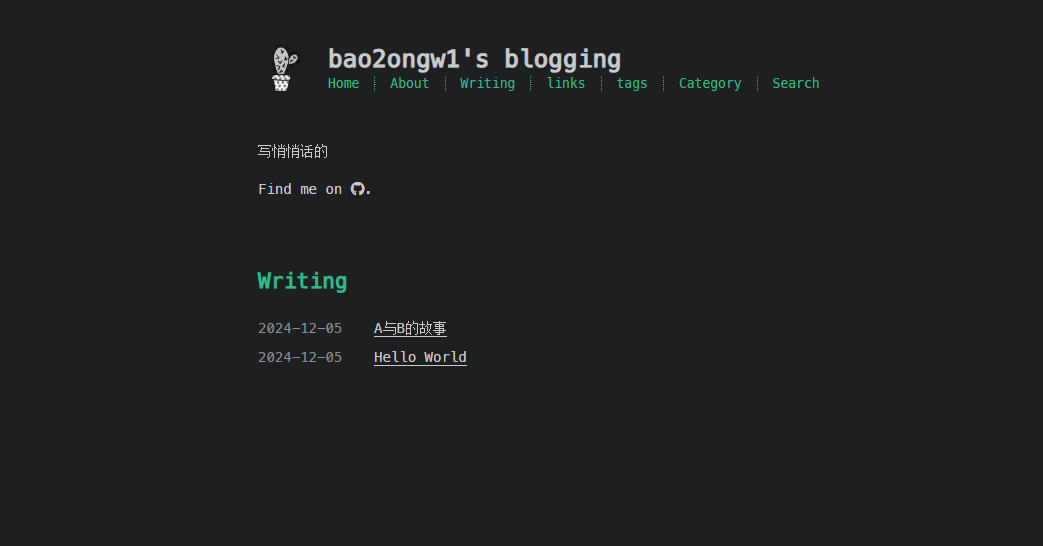 bao2ongw1's blogging
Home About Writing links tags Category Search
写悄悄话的
Find me on .
Writing
2024-12-05 A与B的故事
2024-12-05 Hello World